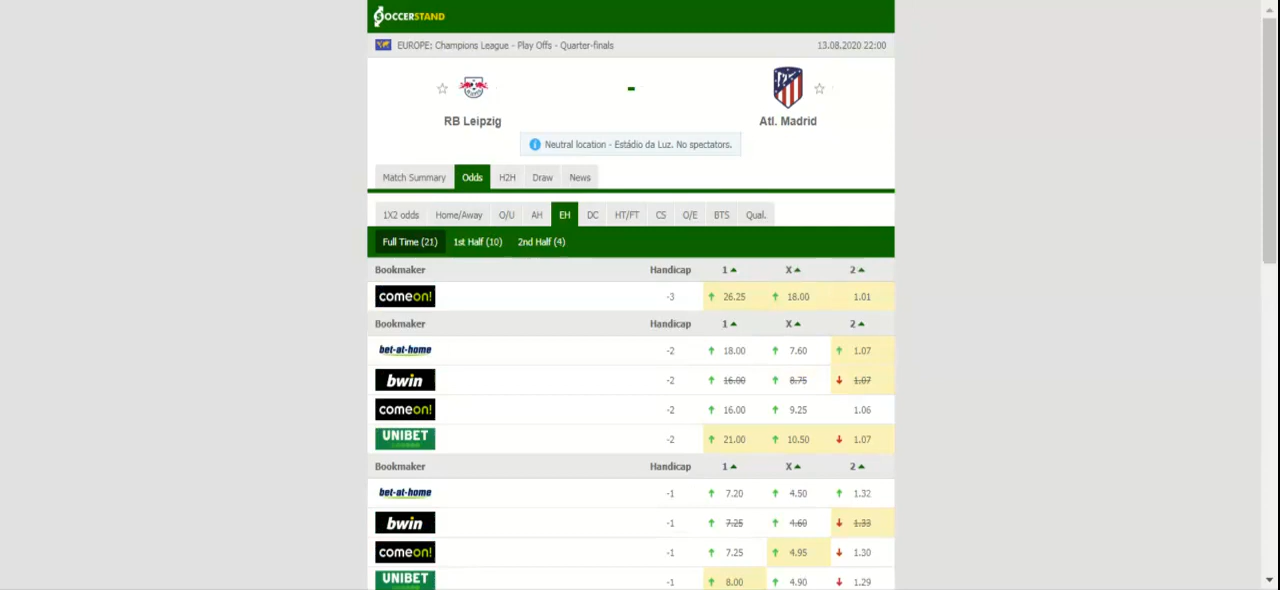 SOCCERSTAND
EUROPE: Champions League - Play Offs - Quarter-finals 13.08.2020 22:00
-
RB Leipzig Atl. Madrid
Neutral location - Estádio da Luz. No spectators.
Match Summary Odds H2H Draw News
1X2 odds Home/Away O/U AH EH DC HT/FT CS O/E BTS Qual.
Full Time (21) 1st Half (10) 2nd Half (4)
Bookmaker Handicap 1 X 2
comeon! -3 26.25 18.00 1.01
Bookmaker Handicap 1 X 2
bet-at-home -2 18.00 7.60 1.07
bwin -2 16.00 8.75 1.07
comeon! -2 16.00 9.25 1.06
UNIBET -2 21.00 10.50 1.07
Bookmaker Handicap 1 X 2
bet-at-home -1 7.20 4.50 1.32
bwin -1 7.25 4.60 1.33
comeon! -1 7.25 4.95 1.30
UNIBET -1 8.00 4.90 1.29